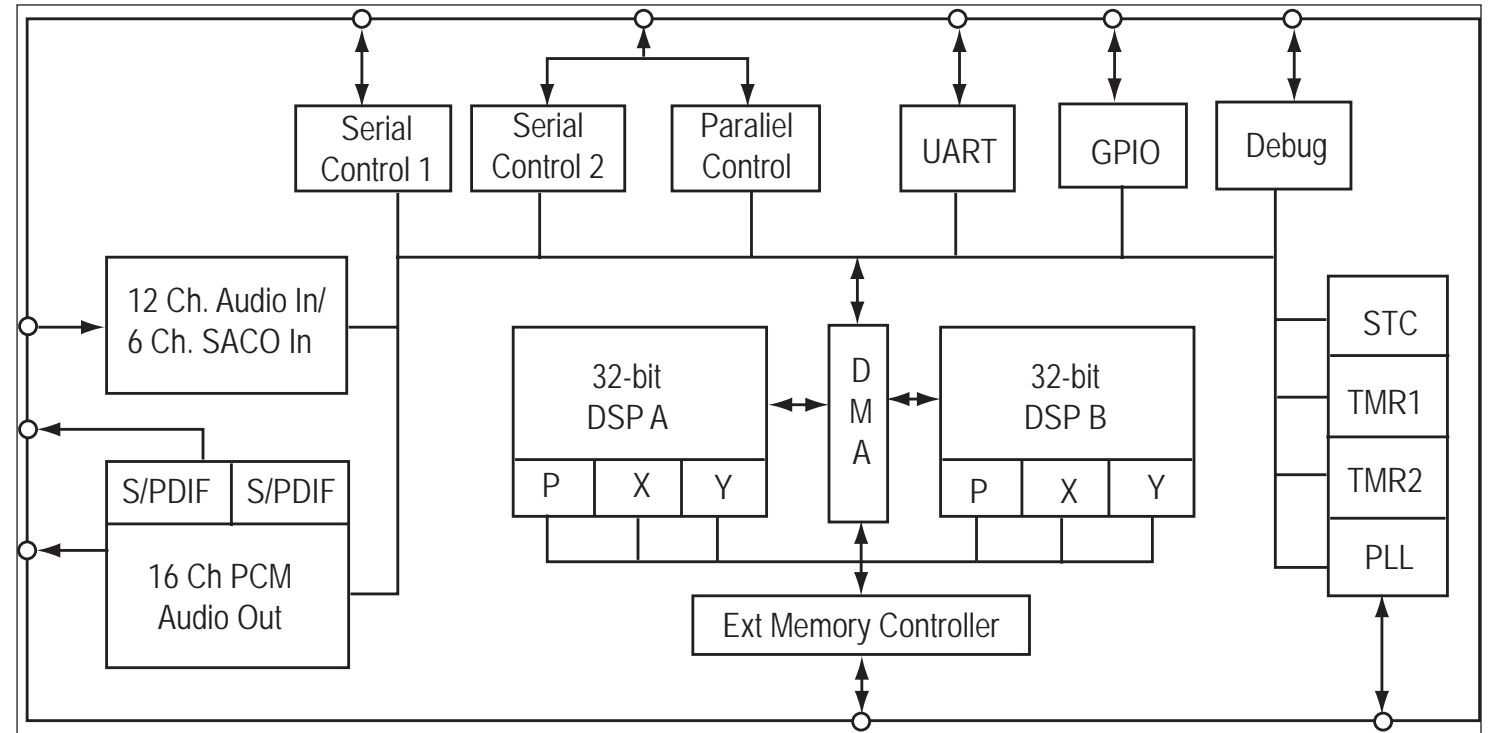 Serial
Control 1
Serial
Control 2
Paraliel
Control
UART
GPIO
Debug
12 Ch. Audio In/
6 Ch. SACO In
S/PDIF
S/PDIF
16 Ch PCM
Audio Out
32-bit
DSP A
P
X
Y
D
M
A
32-bit
DSP B
P
X
Y
Ext Memory Controller
STC
TMR1
TMR2
PLL